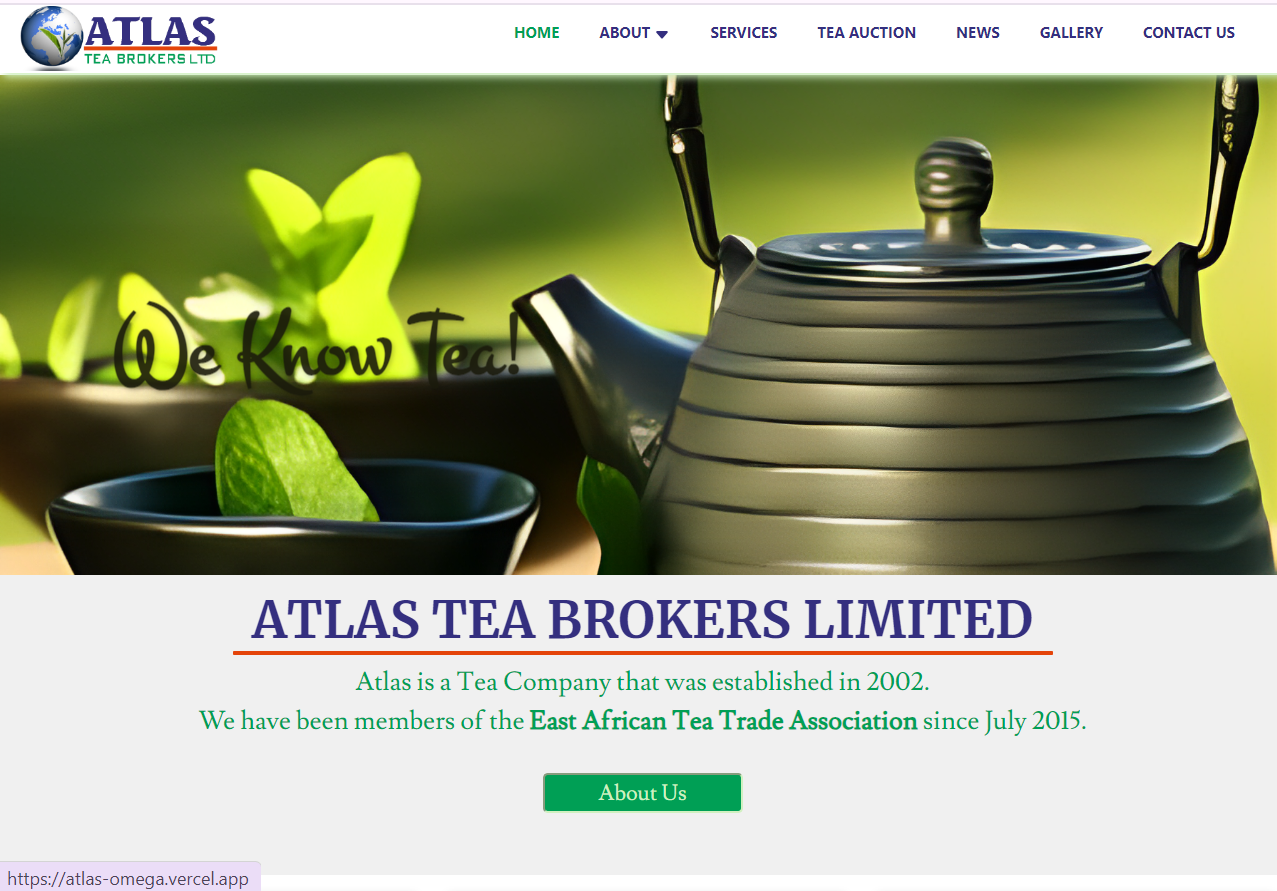 ATLAS
TEA BROKERS LTD
HOME ABOUT SERVICES TEA AUCTION NEWS GALLERY CONTACT US
We Know Tea!
ATLAS TEA BROKERS LIMITED
Atlas is a Tea Company that was established in 2002.
We have been members of the East African Tea Trade Association since July 2015.
About Us
https://atlas-omega.vercel.app